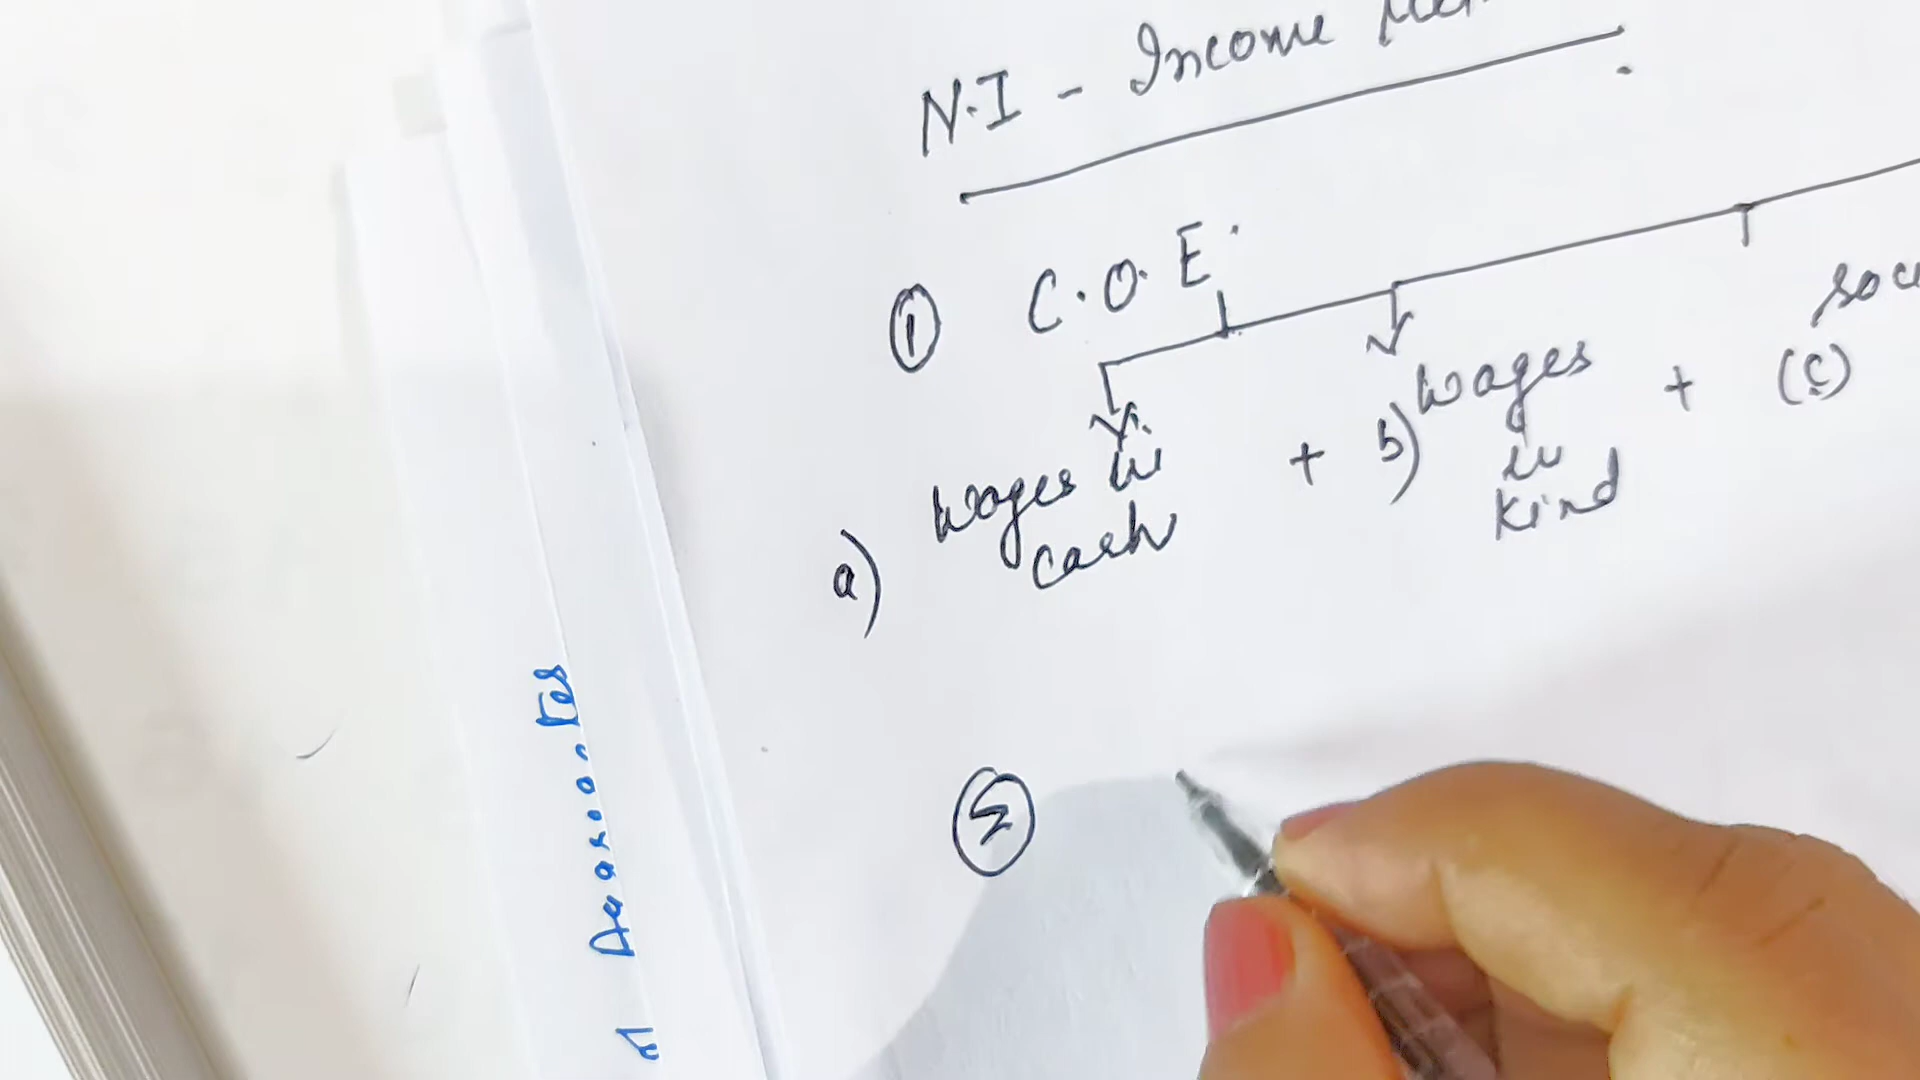 N.I - Income
① C.O.E.
a) Wages in cash + b) Wages in kind + (c)
②